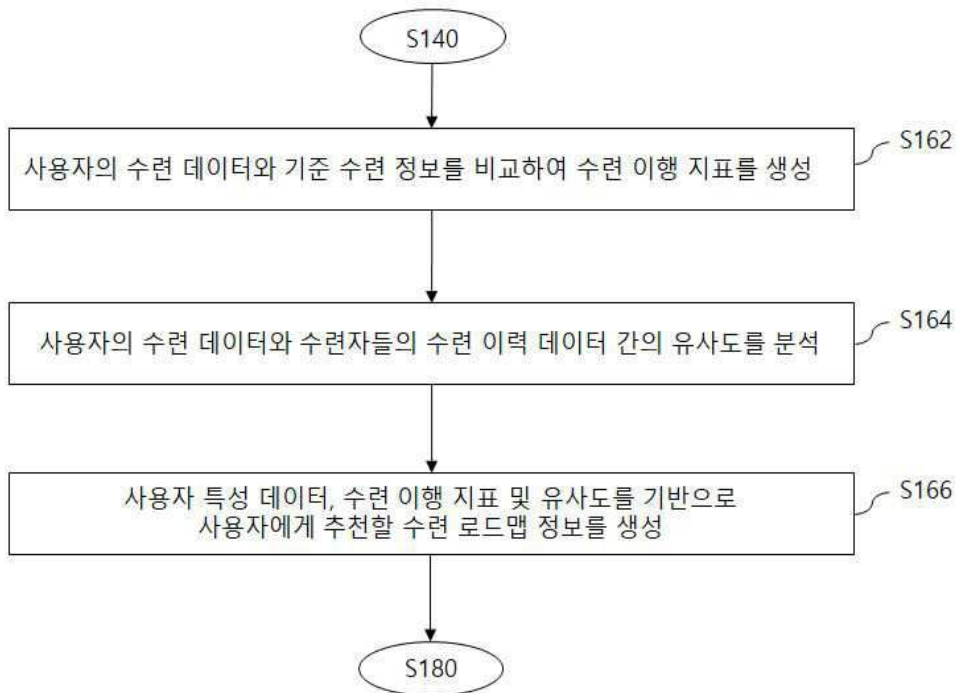 S140
사용자의 수련 데이터와 기준 수련 정보를 비교하여 수련 이행 지표를 생성
S162
사용자의 수련 데이터와 수련자들의 수련 이력 데이터 간의 유사도를 분석
S164
사용자 특성 데이터, 수련 이행 지표 및 유사도를 기반으로
사용자에게 추천할 수련 로드맵 정보를 생성
S166
S180